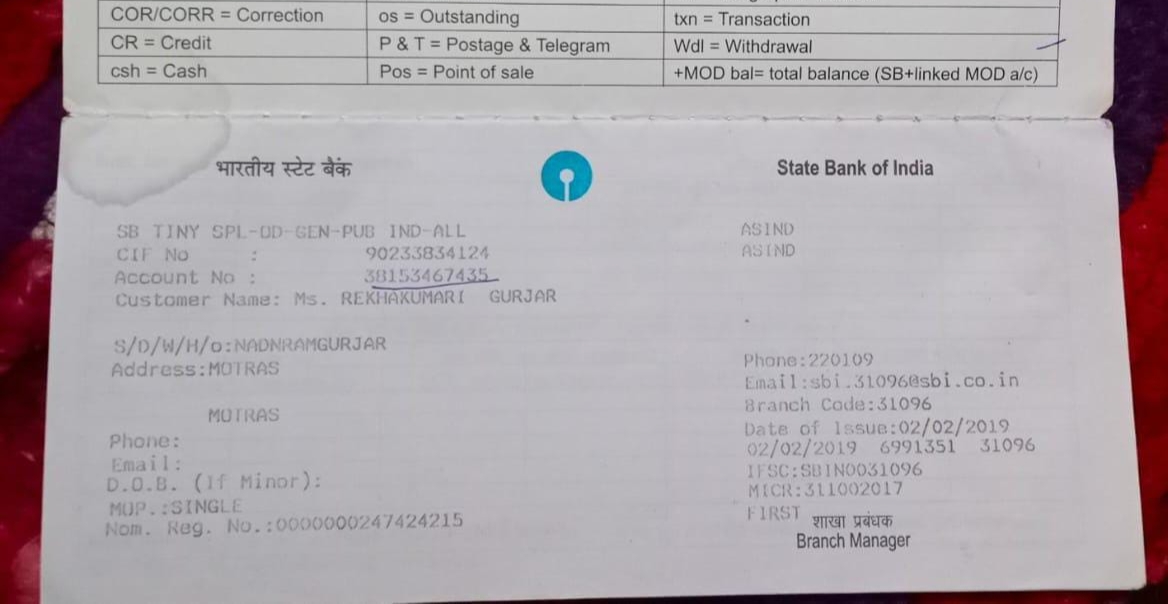 COR/CORR = Correction os = Outstanding txn = Transaction
CR = Credit P & T = Postage & Telegram Wdl = Withdrawal
csh = Cash Pos = Point of sale +MOD bal= total balance (SB+linked MOD a/c)
भारतीय स्टेट बैंक State Bank of India
SB TINY SPL-OD-GEN-PUB IND-ALL ASIND
CIF No : 90233834124 ASIND
Account No : 38153467435
Customer Name: Ms. REKHAKUMARI GURJAR
S/D/W/H/o:NADNRAMGURJAR
Address:MOTRAS Phone:220109
Email:sbi.31096@sbi.co.in
MOTRAS Branch Code:31096
Phone: Date of Issue:02/02/2019
Email: 02/02/2019 6991351 31096
D.O.B. (If Minor): IFSC:SBIN0031096
MOP.:SINGLE MICR:311002017
Nom. Reg. No.:0000000247424215 FIRST शाखा प्रबंधक
Branch Manager